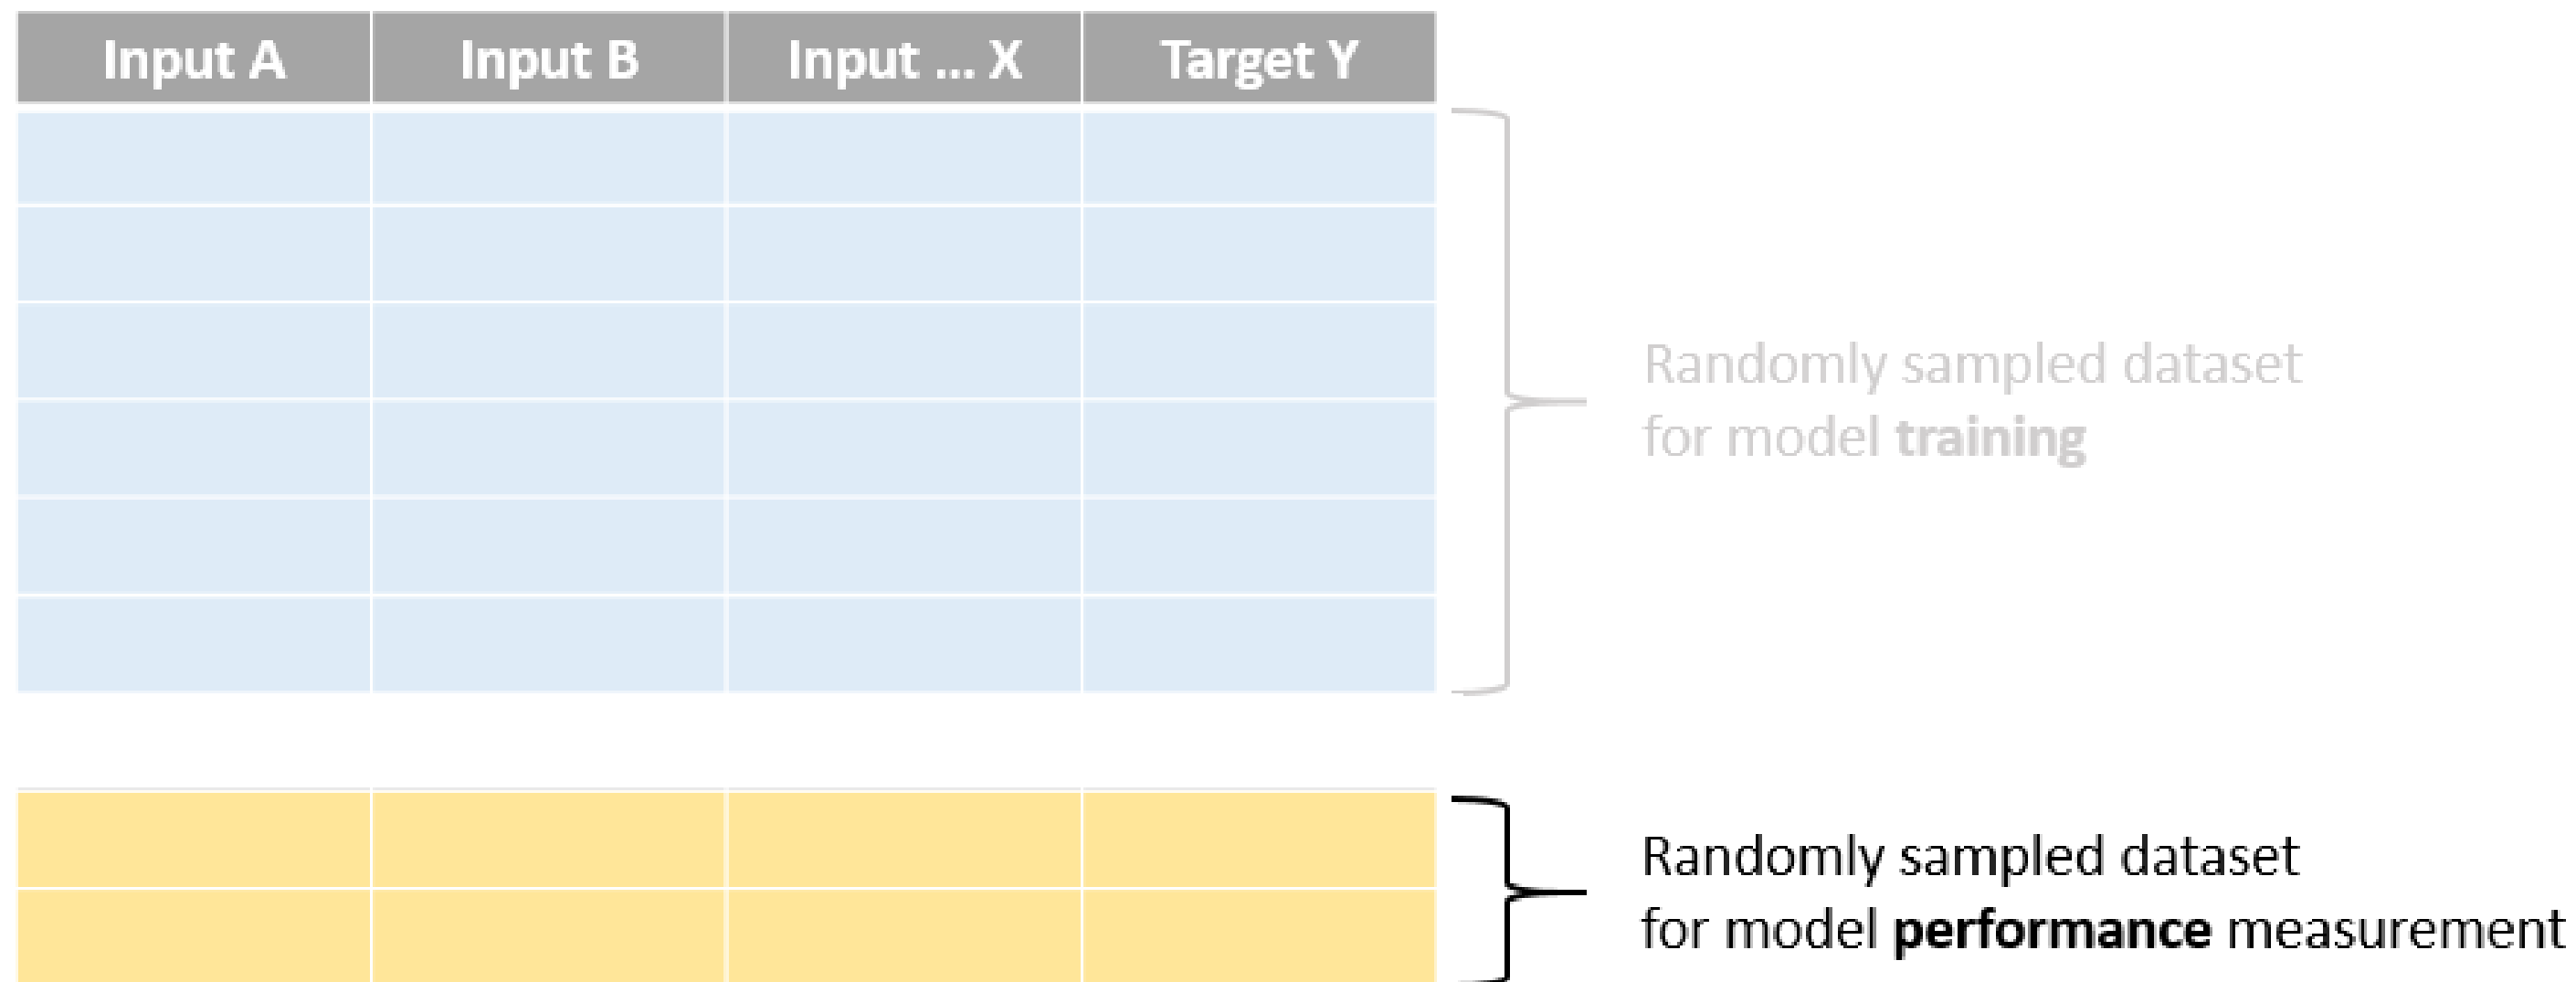 Input A Input B Input ... X Target Y
Randomly sampled dataset
for model training
Randomly sampled dataset
for model performance measurement